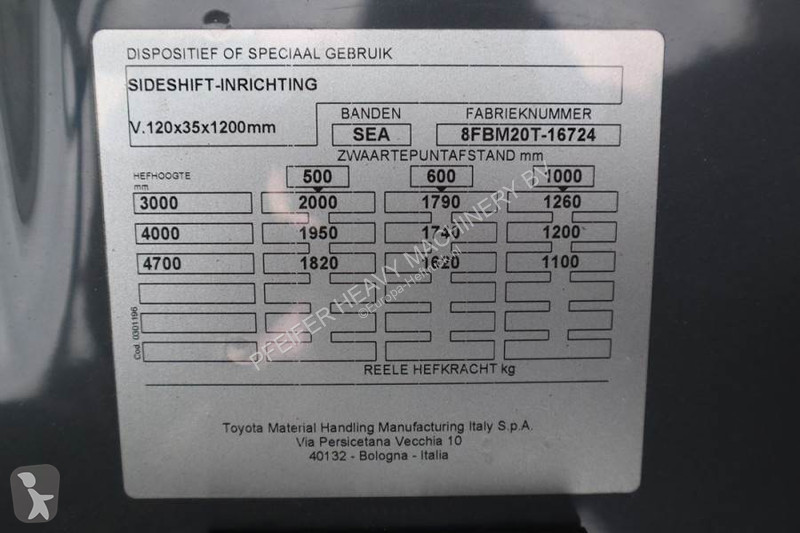 DISPOSITIEF OF SPECIAAL GEBRUIK
SIDESHIFT-INRICHTING
V.120x35x1200mm
BANDEN FABRIEKNUMMER
SEA 8FBM20T-16724
ZWAARTEPUNTAFSTAND mm
HEFHOOGTE mm 500 600 1000
3000 2000 1790 1260
4000 1950 1740 1200
4700 1820 1620 1100
REELE HEFKRACHT kg
Cod. 0301196
Toyota Material Handling Manufacturing Italy S.p.A.
Via Persicetana Vecchia 10
40132 - Bologna - Italia
PFEIFER HEAVY MACHINERY BV